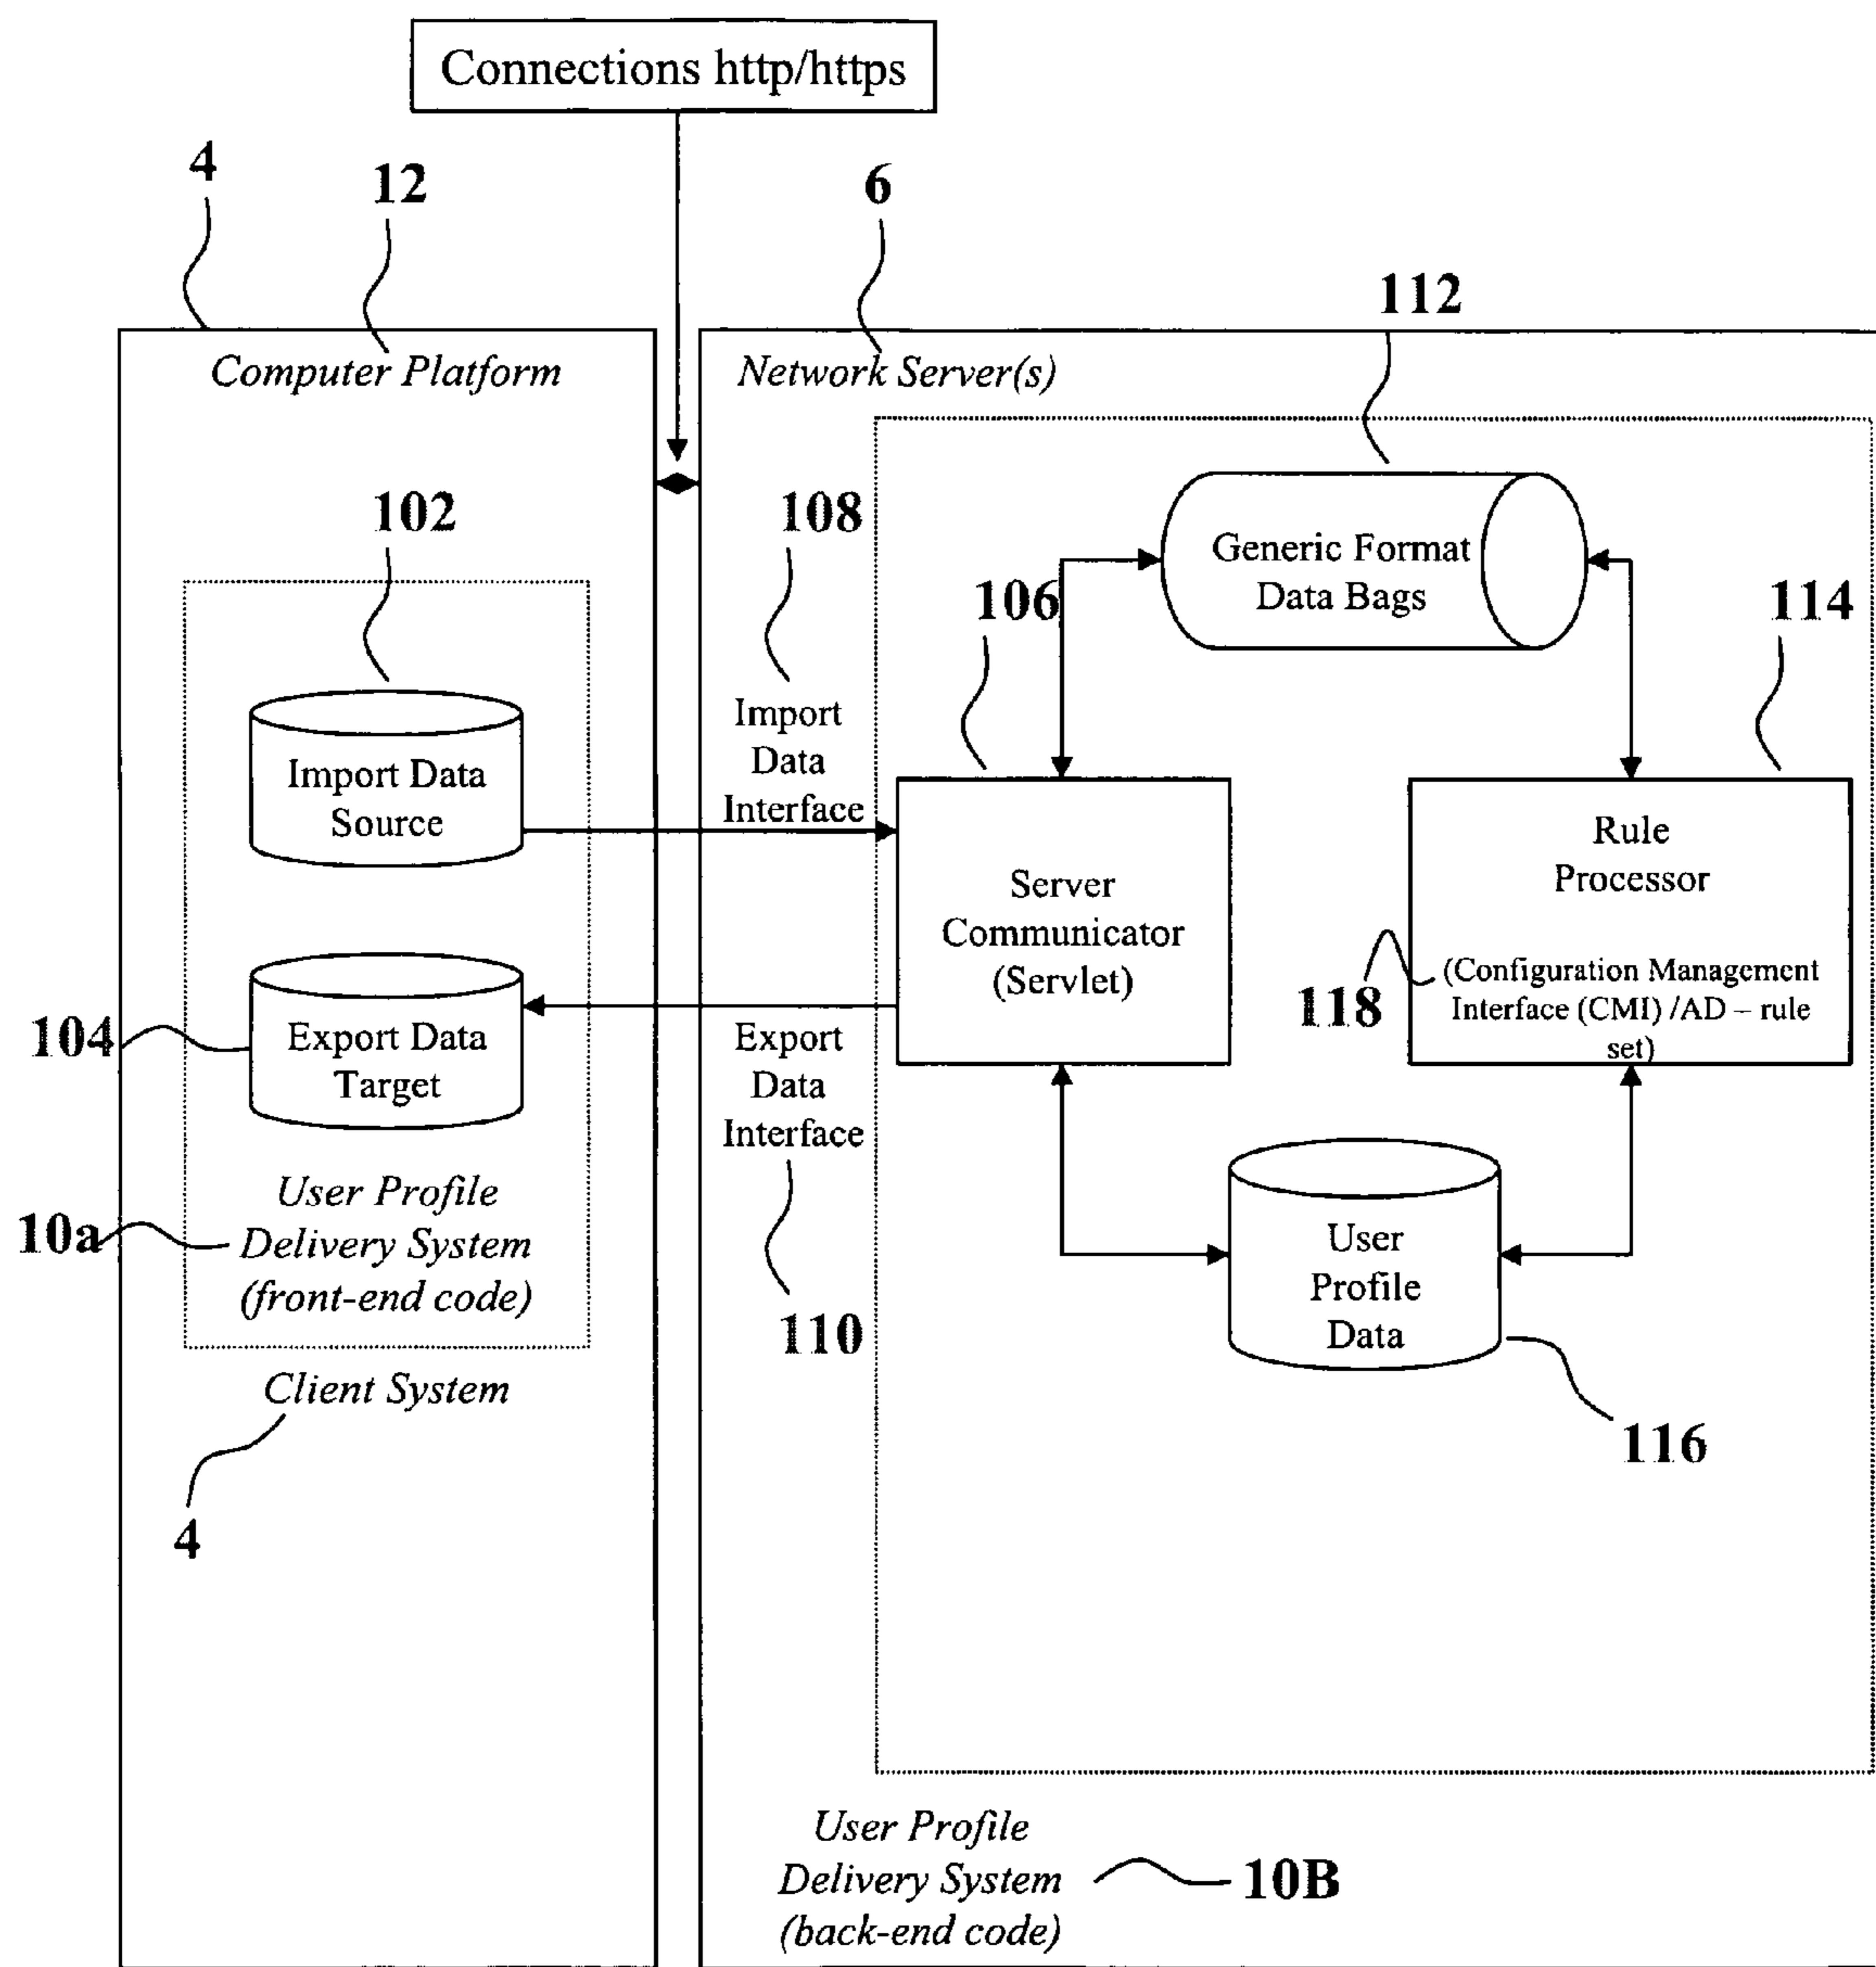 Connections http/https
4
12
6
112
Computer Platform
Network Server(s)
102
108
Generic Format
Data Bags
106
114
Import
Data
Interface
Import Data
Source
Rule
Processor
Server
Communicator
(Servlet)
118
(Configuration Management
Interface (CMI) /AD – rule
set)
104
Export Data
Target
Export
Data
Interface
User Profile
Delivery System
(front-end code)
10a
User
Profile
Data
110
Client System
116
4
User Profile
Delivery System
(back-end code)
10B